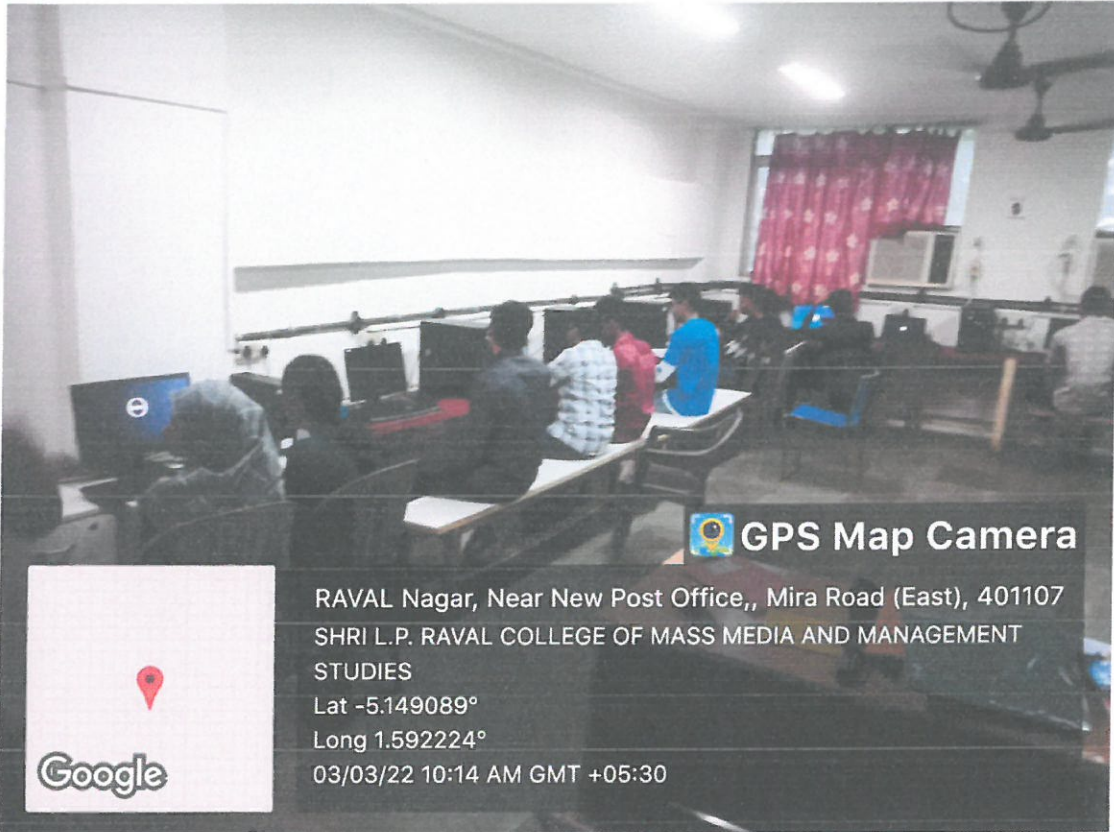 GPS Map Camera
RAVAL Nagar, Near New Post Office,, Mira Road (East), 401107
SHRI L.P. RAVAL COLLEGE OF MASS MEDIA AND MANAGEMENT
STUDIES
Lat -5.149089°
Long 1.592224°
03/03/22 10:14 AM GMT +05:30
Google